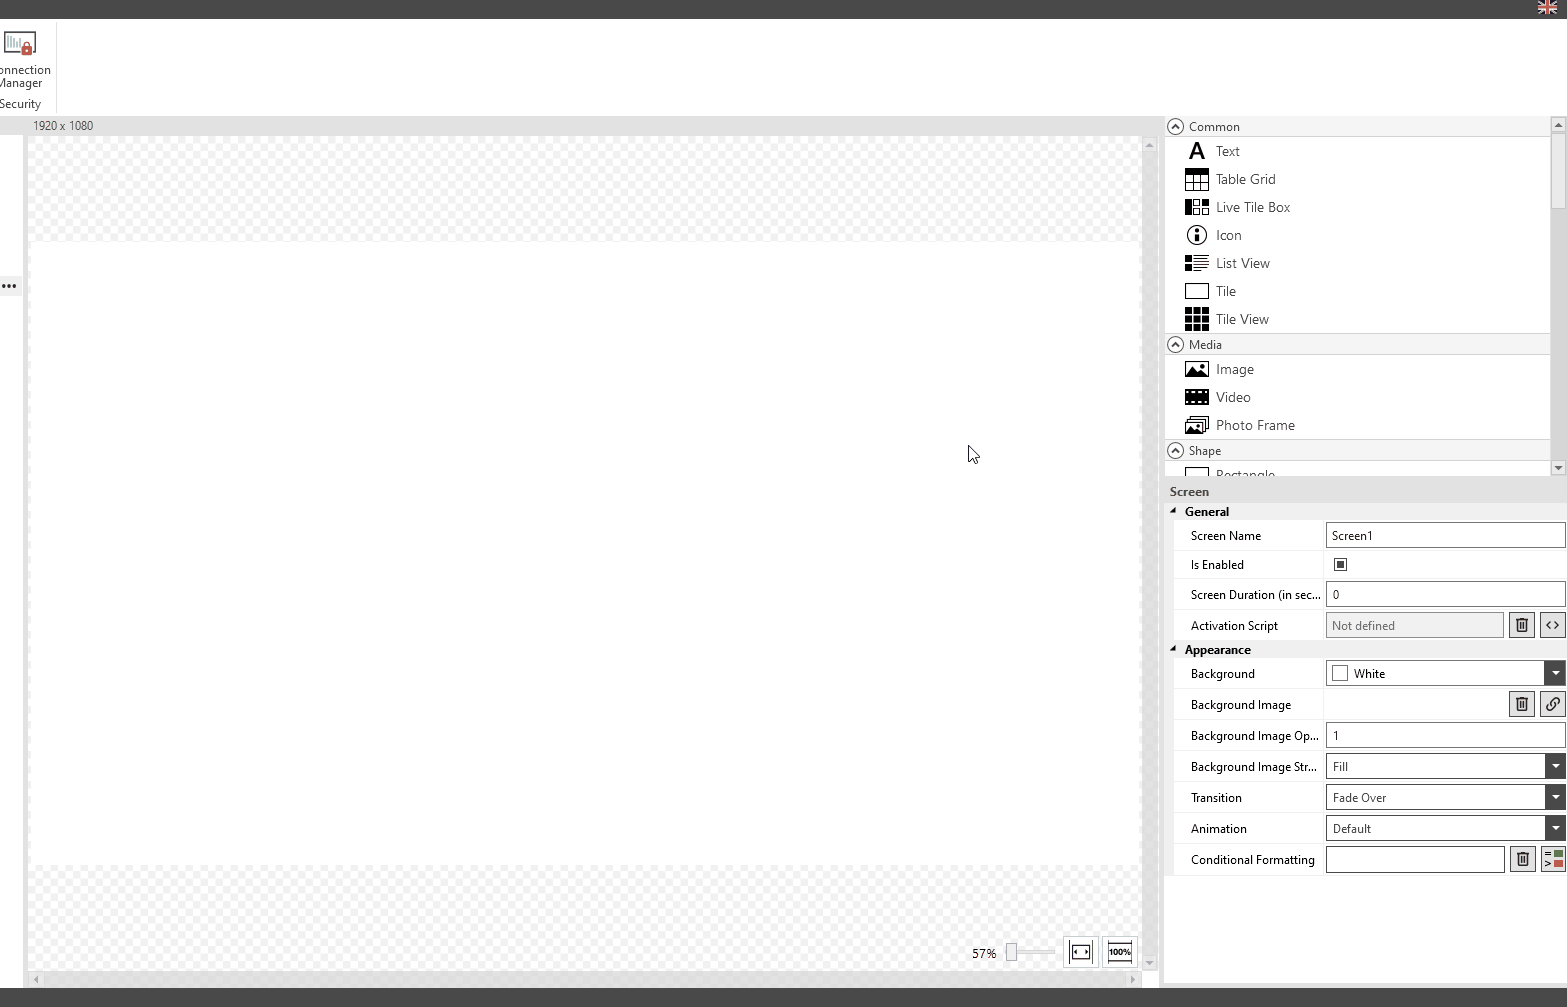 onnection
Manager
Security
1920 x 1080
Common
A Text
Table Grid
Live Tile Box
Icon
List View
Tile
Tile View
Media
Image
Video
Photo Frame
Shape
Rectangle
Screen
General
Screen Name Screen1
Is Enabled
Screen Duration (in sec... 0
Activation Script Not defined
Appearance
Background White
Background Image
Background Image Op... 1
Background Image Str... Fill
Transition Fade Over
Animation Default
Conditional Formatting
57% 100%